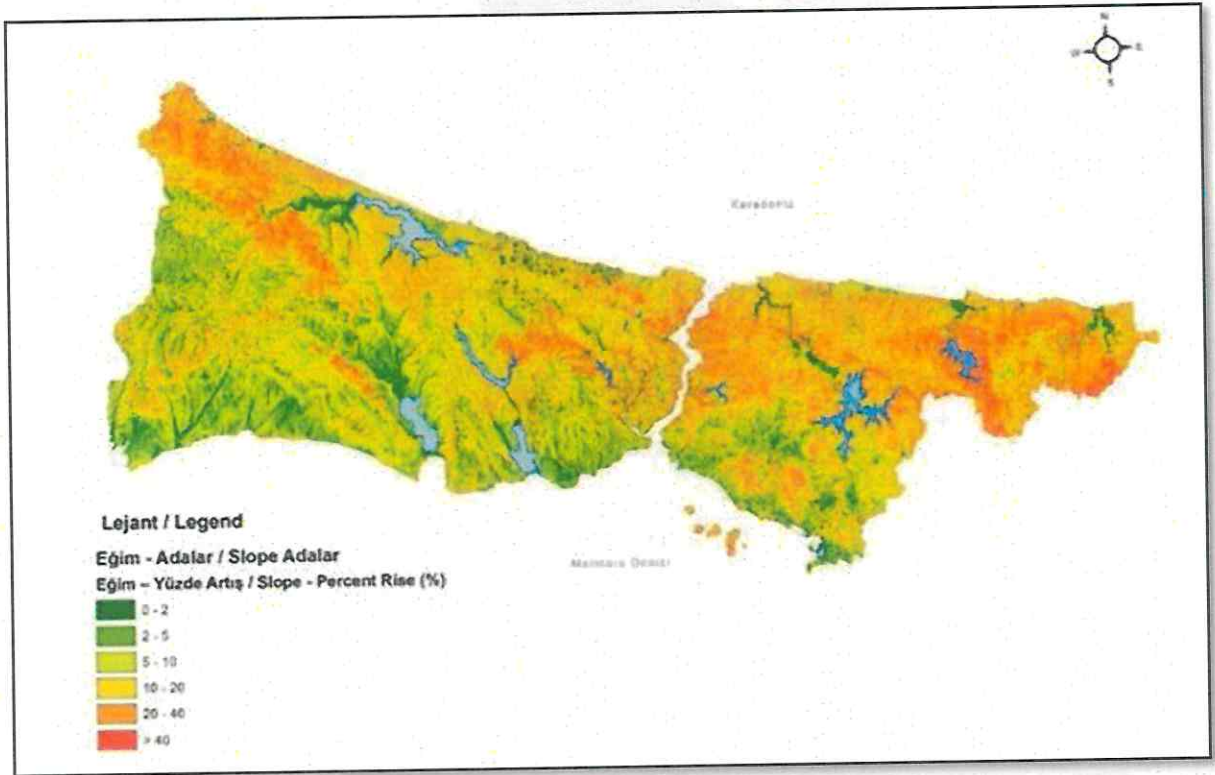 N
W
E
S
Karadeniz
Marmara Denizi
Lejant / Legend
Eğim - Adalar / Slope Adalar
Eğim – Yüzde Artış / Slope - Percent Rise (%)
0 - 2
2 - 5
5 - 10
10 - 20
20 - 40
> 40